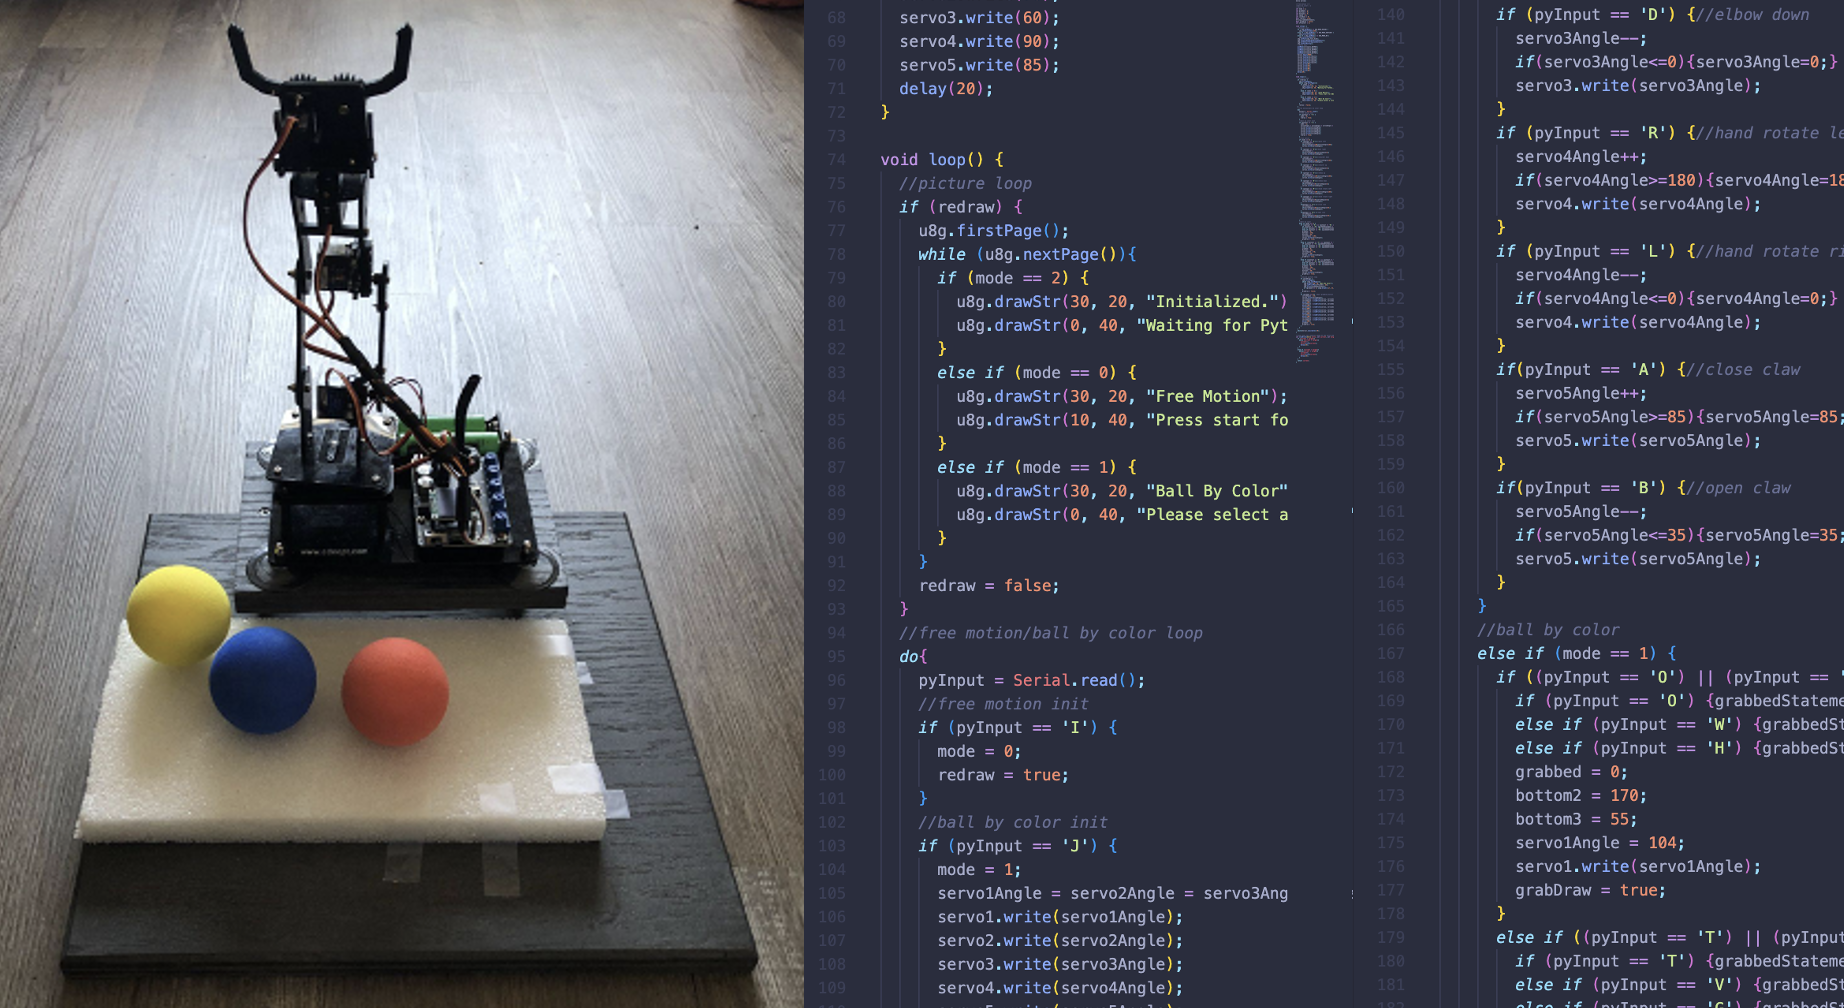 68 servo3.write(60);
69 servo4.write(90);
70 servo5.write(85);
71 delay(20);
72 }
73
74 void loop() {
75 //picture loop
76 if (redraw) {
77 u8g.firstPage();
78 while (u8g.nextPage()){
79 if (mode == 2) {
80 u8g.drawStr(30, 20, "Initialized.")
81 u8g.drawStr(0, 40, "Waiting for Pyt
82 }
83 else if (mode == 0) {
84 u8g.drawStr(30, 20, "Free Motion");
85 u8g.drawStr(10, 40, "Press start fo
86 }
87 else if (mode == 1) {
88 u8g.drawStr(30, 20, "Ball By Color"
89 u8g.drawStr(0, 40, "Please select a
90 }
91 }
92 redraw = false;
93 }
94 //free motion/ball by color loop
95 do{
96 pyInput = Serial.read();
97 //free motion init
98 if (pyInput == 'I') {
99 mode = 0;
100 redraw = true;
101 }
102 //ball by color init
103 if (pyInput == 'J') {
104 mode = 1;
105 servo1Angle = servo2Angle = servo3Ang
106 servo1.write(servo1Angle);
107 servo2.write(servo2Angle);
108 servo3.write(servo3Angle);
109 servo4.write(servo4Angle);
140 if (pyInput == 'D') {//elbow down
141 servo3Angle--;
142 if(servo3Angle<=0){servo3Angle=0;}
143 servo3.write(servo3Angle);
144 }
145 if (pyInput == 'R') {//hand rotate le
146 servo4Angle++;
147 if(servo4Angle>=180){servo4Angle=18
148 servo4.write(servo4Angle);
149 }
150 if (pyInput == 'L') {//hand rotate ri
151 servo4Angle--;
152 if(servo4Angle<=0){servo4Angle=0;}
153 servo4.write(servo4Angle);
154 }
155 if(pyInput == 'A') {//close claw
156 servo5Angle++;
157 if(servo5Angle>=85){servo5Angle=85;
158 servo5.write(servo5Angle);
159 }
160 if(pyInput == 'B') {//open claw
161 servo5Angle--;
162 if(servo5Angle<=35){servo5Angle=35;
163 servo5.write(servo5Angle);
164 }
165 }
166 //ball by color
167 else if (mode == 1) {
168 if ((pyInput == 'O') || (pyInput == '
169 if (pyInput == 'O') {grabbedStateme
170 else if (pyInput == 'W') {grabbedSt
171 else if (pyInput == 'H') {grabbedSt
172 grabbed = 0;
173 bottom2 = 170;
174 bottom3 = 55;
175 servo1Angle = 104;
176 servo1.write(servo1Angle);
177 grabDraw = true;
178 }
179 else if ((pyInput == 'T') || (pyInput
180 if (pyInput == 'T') {grabbedStateme
181 else if (pyInput == 'V') {grabbedSt